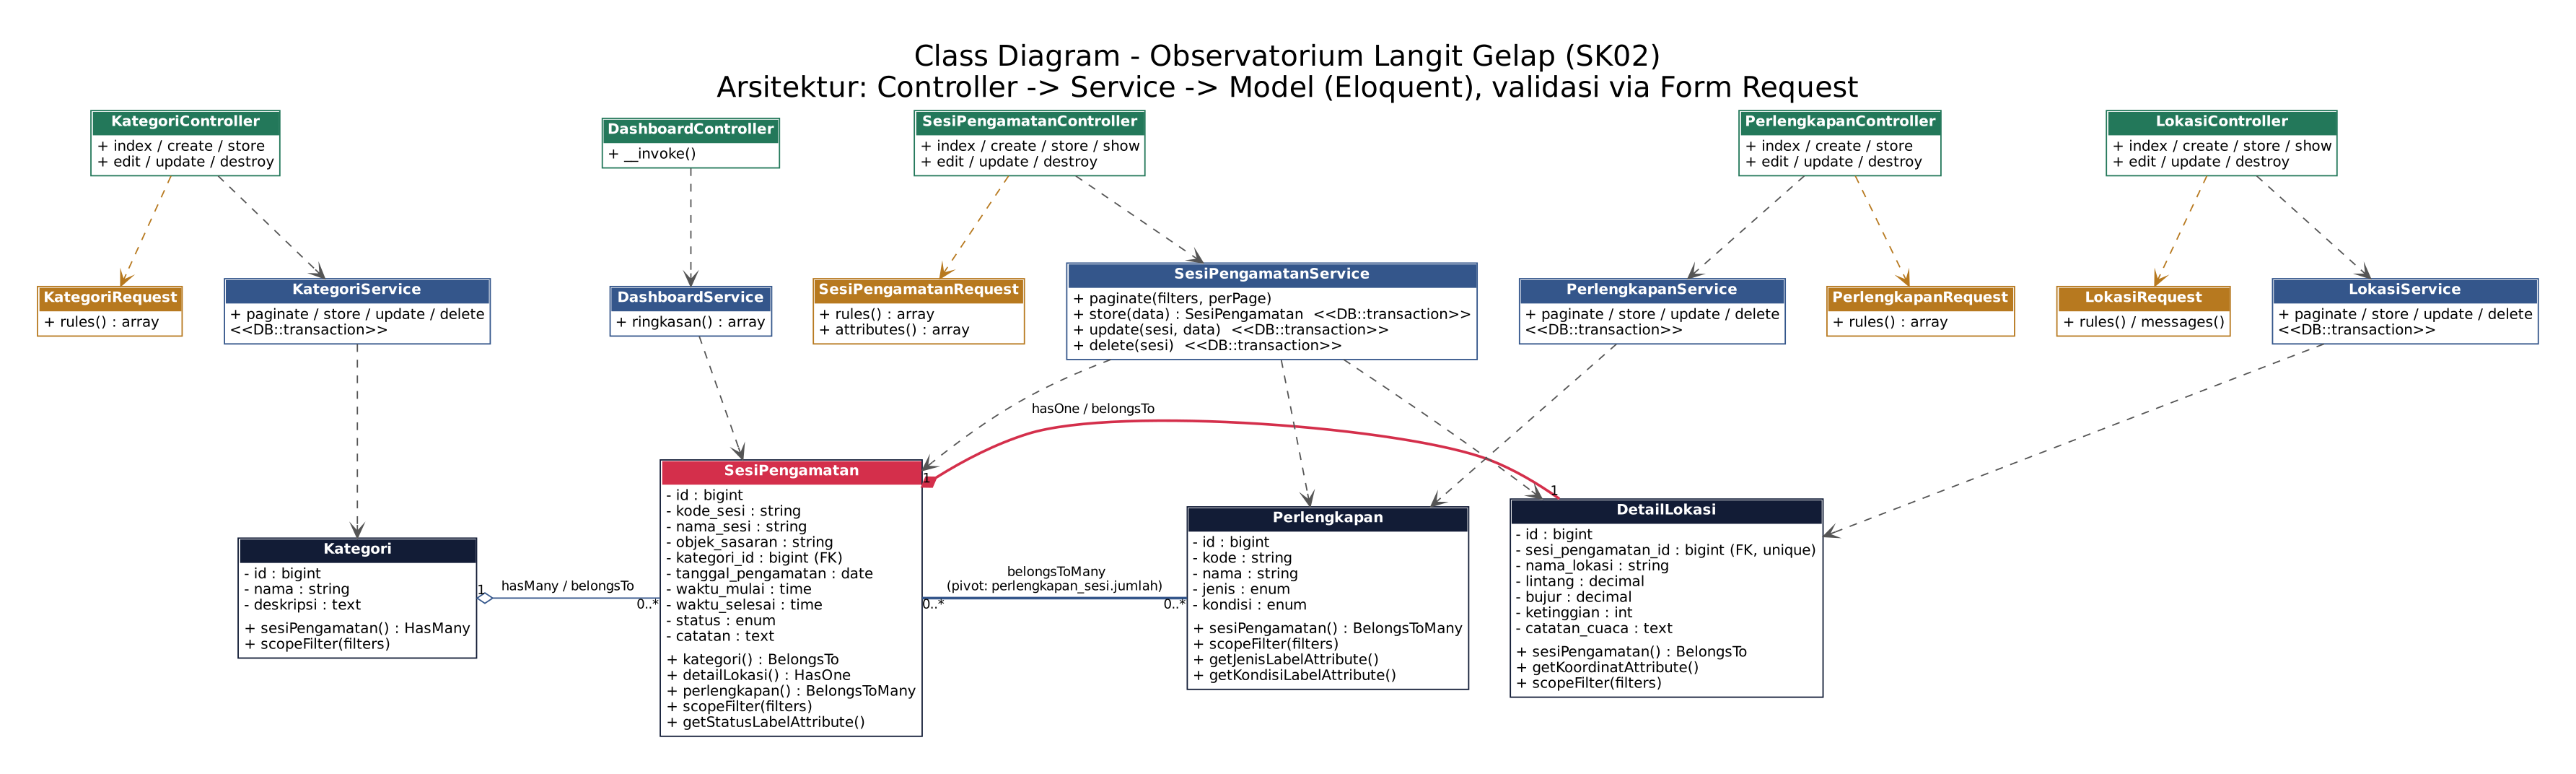 Class Diagram - Observatorium Langit Gelap (SK02)
Arsitektur: Controller -> Service -> Model (Eloquent), validasi via Form Request
KategoriController
+ index / create / store
+ edit / update / destroy
DashboardController
+ __invoke()
SesiPengamatanController
+ index / create / store / show
+ edit / update / destroy
PerlengkapanController
+ index / create / store
+ edit / update / destroy
LokasiController
+ index / create / store / show
+ edit / update / destroy
KategoriRequest
+ rules() : array
KategoriService
+ paginate / store / update / delete
<<DB::transaction>>
DashboardService
+ ringkasan() : array
SesiPengamatanRequest
+ rules() : array
+ attributes() : array
SesiPengamatanService
+ paginate(filters, perPage)
+ store(data) : SesiPengamatan  <<DB::transaction>>
+ update(sesi, data)  <<DB::transaction>>
+ delete(sesi)  <<DB::transaction>>
PerlengkapanService
+ paginate / store / update / delete
<<DB::transaction>>
PerlengkapanRequest
+ rules() : array
LokasiRequest
+ rules() / messages()
LokasiService
+ paginate / store / update / delete
<<DB::transaction>>
hasOne / belongsTo
1
1
Kategori
- id : bigint
- nama : string
- deskripsi : text
+ sesiPengamatan() : HasMany
+ scopeFilter(filters)
1
hasMany / belongsTo
0..*
SesiPengamatan
- id : bigint
- kode_sesi : string
- nama_sesi : string
- objek_sasaran : string
- kategori_id : bigint (FK)
- tanggal_pengamatan : date
- waktu_mulai : time
- waktu_selesai : time
- status : enum
- catatan : text
+ kategori() : BelongsTo
+ detailLokasi() : HasOne
+ perlengkapan() : BelongsToMany
+ scopeFilter(filters)
+ getStatusLabelAttribute()
belongsToMany
(pivot: perlengkapan_sesi.jumlah)
0..*
0..*
Perlengkapan
- id : bigint
- kode : string
- nama : string
- jenis : enum
- kondisi : enum
+ sesiPengamatan() : BelongsToMany
+ scopeFilter(filters)
+ getJenisLabelAttribute()
+ getKondisiLabelAttribute()
DetailLokasi
- id : bigint
- sesi_pengamatan_id : bigint (FK, unique)
- nama_lokasi : string
- lintang : decimal
- bujur : decimal
- ketinggian : int
- catatan_cuaca : text
+ sesiPengamatan() : BelongsTo
+ getKoordinatAttribute()
+ scopeFilter(filters)